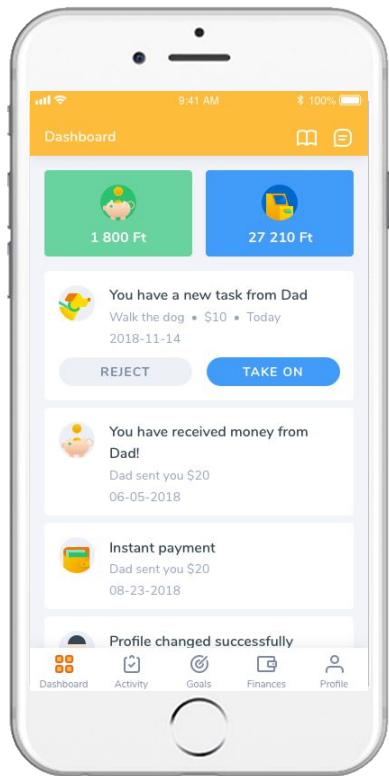 9:41 AM
100%
Dashboard
1 800 Ft
27 210 Ft
You have a new task from Dad
Walk the dog • $10 • Today
2018-11-14
REJECT
TAKE ON
You have received money from
Dad!
Dad sent you $20
06-05-2018
Instant payment
Dad sent you $20
08-23-2018
Profile changed successfully
Dashboard
Activity
Goals
Finances
Profile